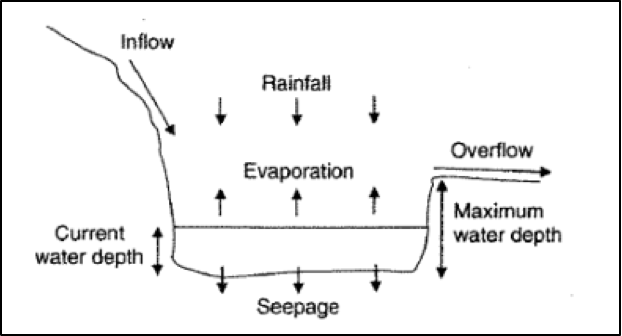 Inflow
Rainfall
Overflow
Evaporation
Maximum
water depth
Current
water depth
Seepage